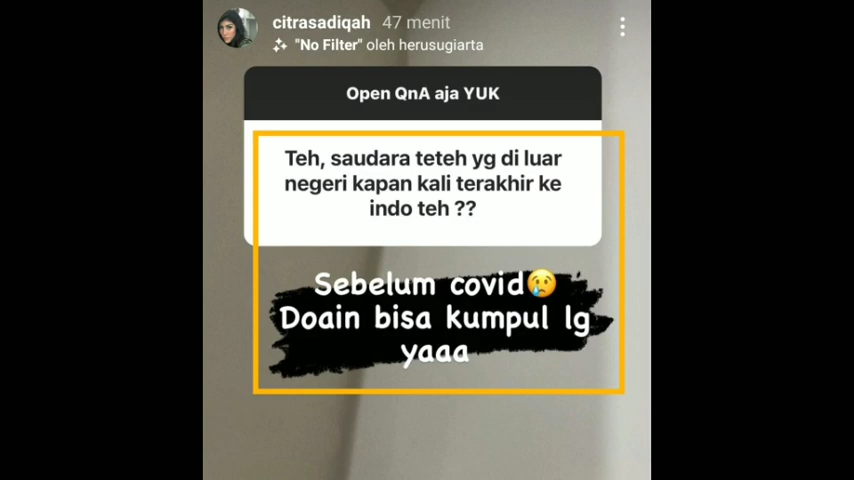 citrasadiqah 47 menit
"No Filter" oleh herusugiarta
Open QnA aja YUK
Teh, saudara teteh yg di luar
negeri kapan kali terakhir ke
indo teh ??
Sebelum covid😢
Doain bisa kumpul lg
yaaa